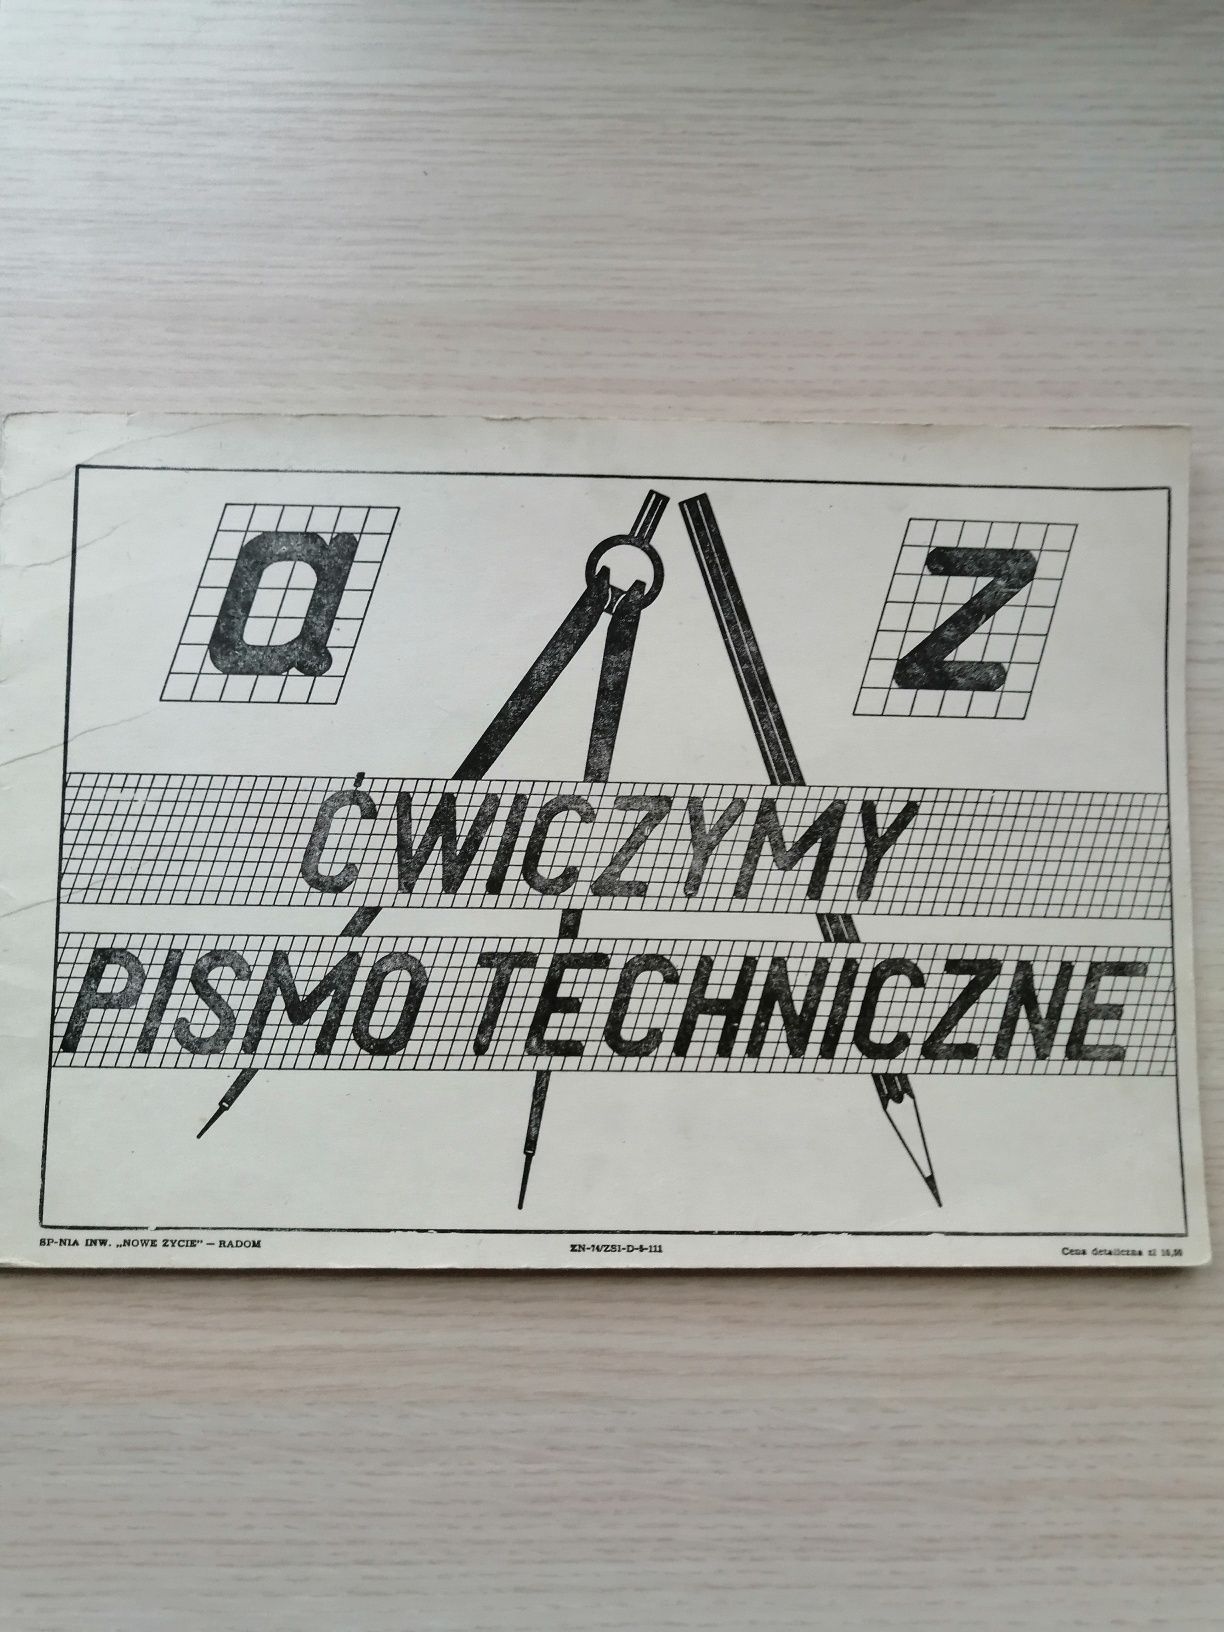 a z
ĆWICZYMY
PISMO TECHNICZNE
SP-NIA INW. „NOWE ŻYCIE" — RADOM
ZN-74/ZSI-D-5-111
Cena detaliczna zł